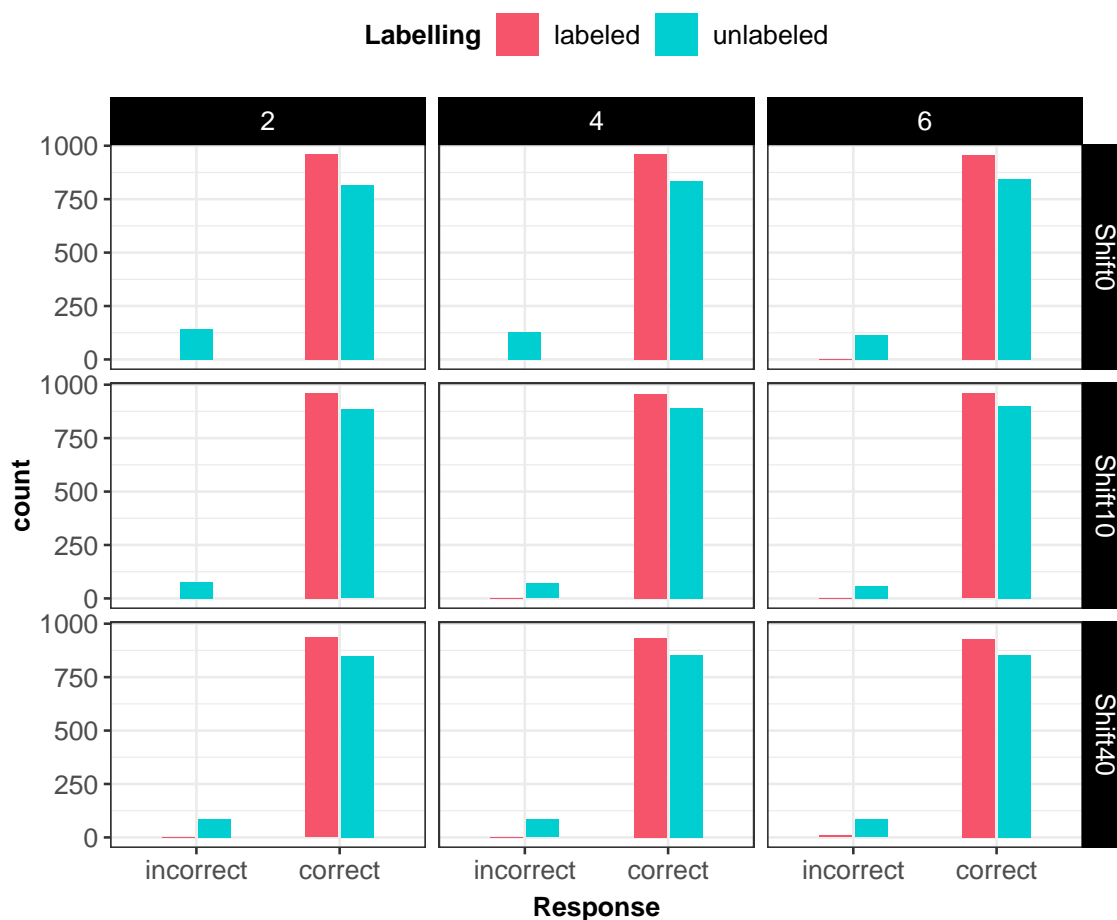 Labelling labeled unlabeled
2 4 6
1000
750
500
250
0
Shift0
1000
750
500
250
0
Shift10
1000
750
500
250
0
Shift40
count
incorrect correct incorrect correct incorrect correct
Response